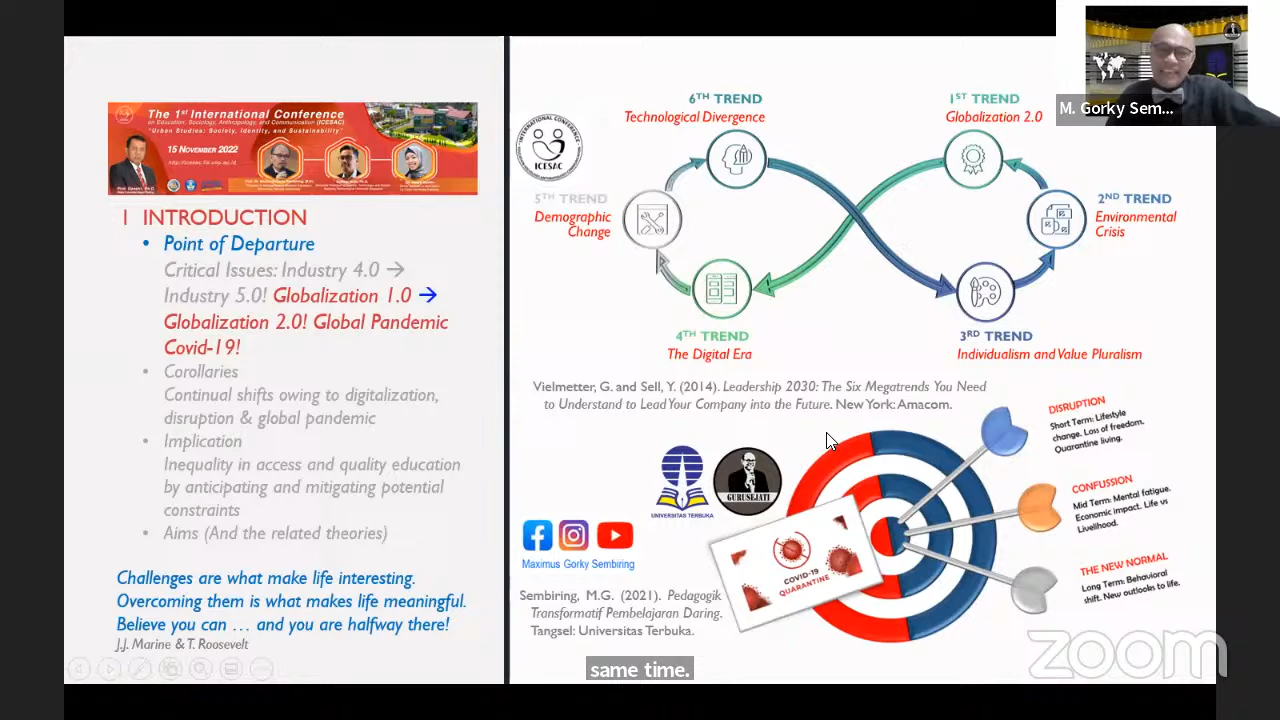 The 1st International Conference
on Education, Sociology, Anthropology, and Communication (ICESAC)
"Urban Studies: Society, Identity, and Sustainability"
15 NOVEMBER 2022
1 INTRODUCTION
• Point of Departure
Critical Issues: Industry 4.0 →
Industry 5.0! Globalization 1.0 →
Globalization 2.0! Global Pandemic
Covid-19!
• Corollaries
Continual shifts owing to digitalization,
disruption & global pandemic
• Implication
Inequality in access and quality education
by anticipating and mitigating potential
constraints
• Aims (And the related theories)
Challenges are what make life interesting.
Overcoming them is what makes life meaningful.
Believe you can … and you are halfway there!
J.J. Marine & T. Roosevelt
INTERNATIONAL CONFERENCE
ICESAC
6TH TREND
Technological Divergence
1ST TREND
Globalization 2.0
5TH TREND
Demographic
Change
2ND TREND
Environmental
Crisis
4TH TREND
The Digital Era
3RD TREND
Individualism and Value Pluralism
Vielmetter, G. and Sell, Y. (2014). Leadership 2030: The Six Megatrends You Need
to Understand to Lead Your Company into the Future. New York: Amacom.
UNIVERSITAS TERBUKA
GURUSEJATI
Maximus Gorky Sembiring
Sembiring, M.G. (2021). Pedagogik
Transformatif Pembelajaran Daring.
Tangsel: Universitas Terbuka.
COVID-19
QUARANTINE
DISRUPTION
Short Term: Lifestyle
change. Loss of freedom.
Quarantine living.
CONFUSSION
Mid Term: Mental fatigue.
Economic impact. Life vs
Livelihood.
THE NEW NORMAL
Long Term: Behavioral
shift. New outlooks to life.
M. Gorky Sem...
same time.
zoom